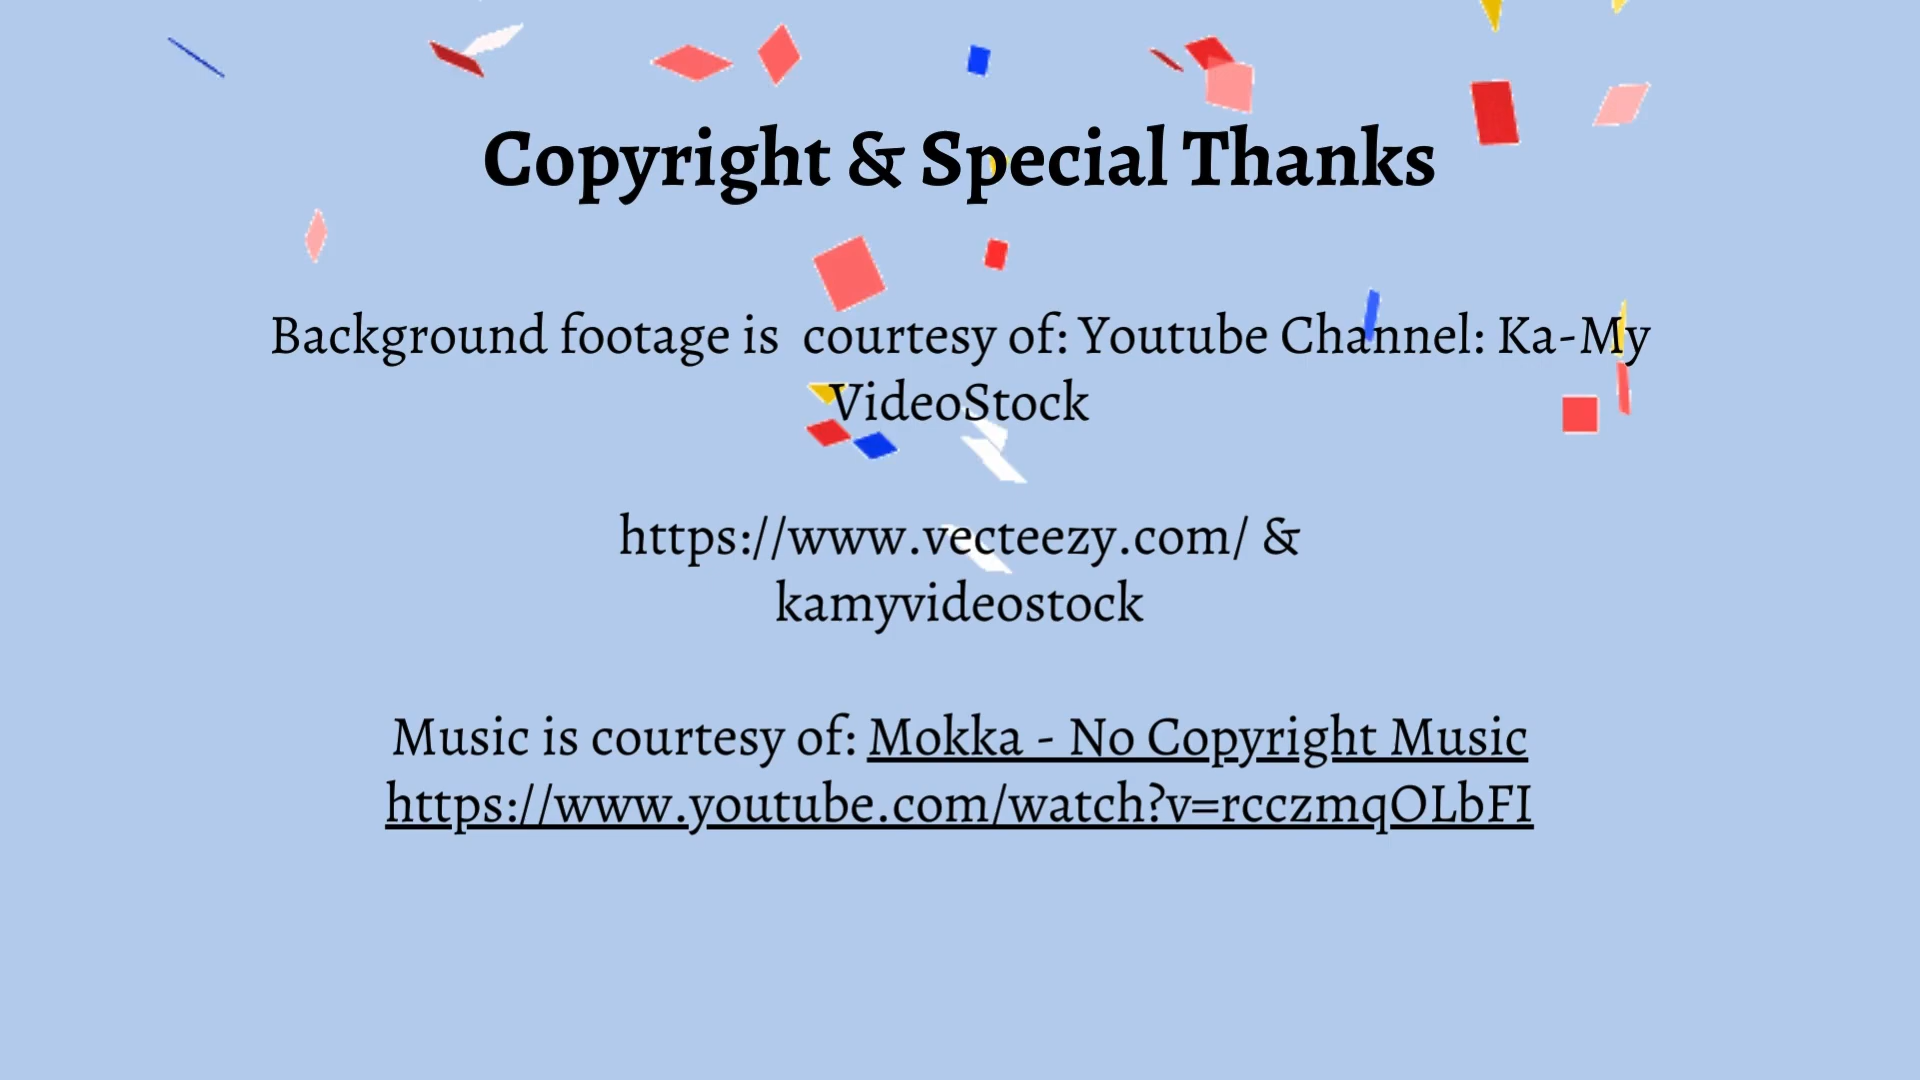 Copyright & Special Thanks
Background footage is  courtesy of: Youtube Channel: Ka-My
VideoStock
https://www.vecteezy.com/ &
kamyvideostock
Music is courtesy of: Mokka - No Copyright Music
https://www.youtube.com/watch?v=rcczmqOLbFI